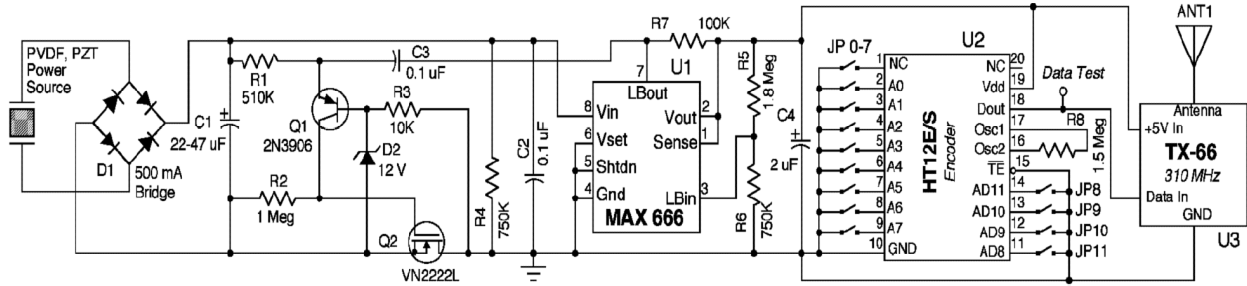 PVDF, PZT
Power
Source
D1
500 mA
Bridge
C1
22-47 uF
R1
510K
C3
0.1 uF
Q1
2N3906
R3
10K
D2
12 V
R2
1 Meg
Q2
VN2222L
R4
750K
C2
0.1 uF
R7
100K
U1
7
LBout
8
Vin
Vout
2
6
Vset
Sense
1
5
Shtdn
4
Gnd
LBin
3
MAX 666
R5
1.8 Meg
R6
750K
C4
2 uF
JP 0-7
U2
HT12E/S
Encoder
1
NC
2
A0
3
A1
4
A2
5
A3
6
A4
7
A5
8
A6
9
A7
10
GND
NC
20
Vdd
19
Dout
18
Osc1
17
Osc2
16
TE
15
AD11
14
AD10
13
AD9
12
AD8
11
Data Test
R8
1.5 Meg
JP8
JP9
JP10
JP11
ANT1
Antenna
+5V In
TX-66
310 MHz
Data In
GND
U3